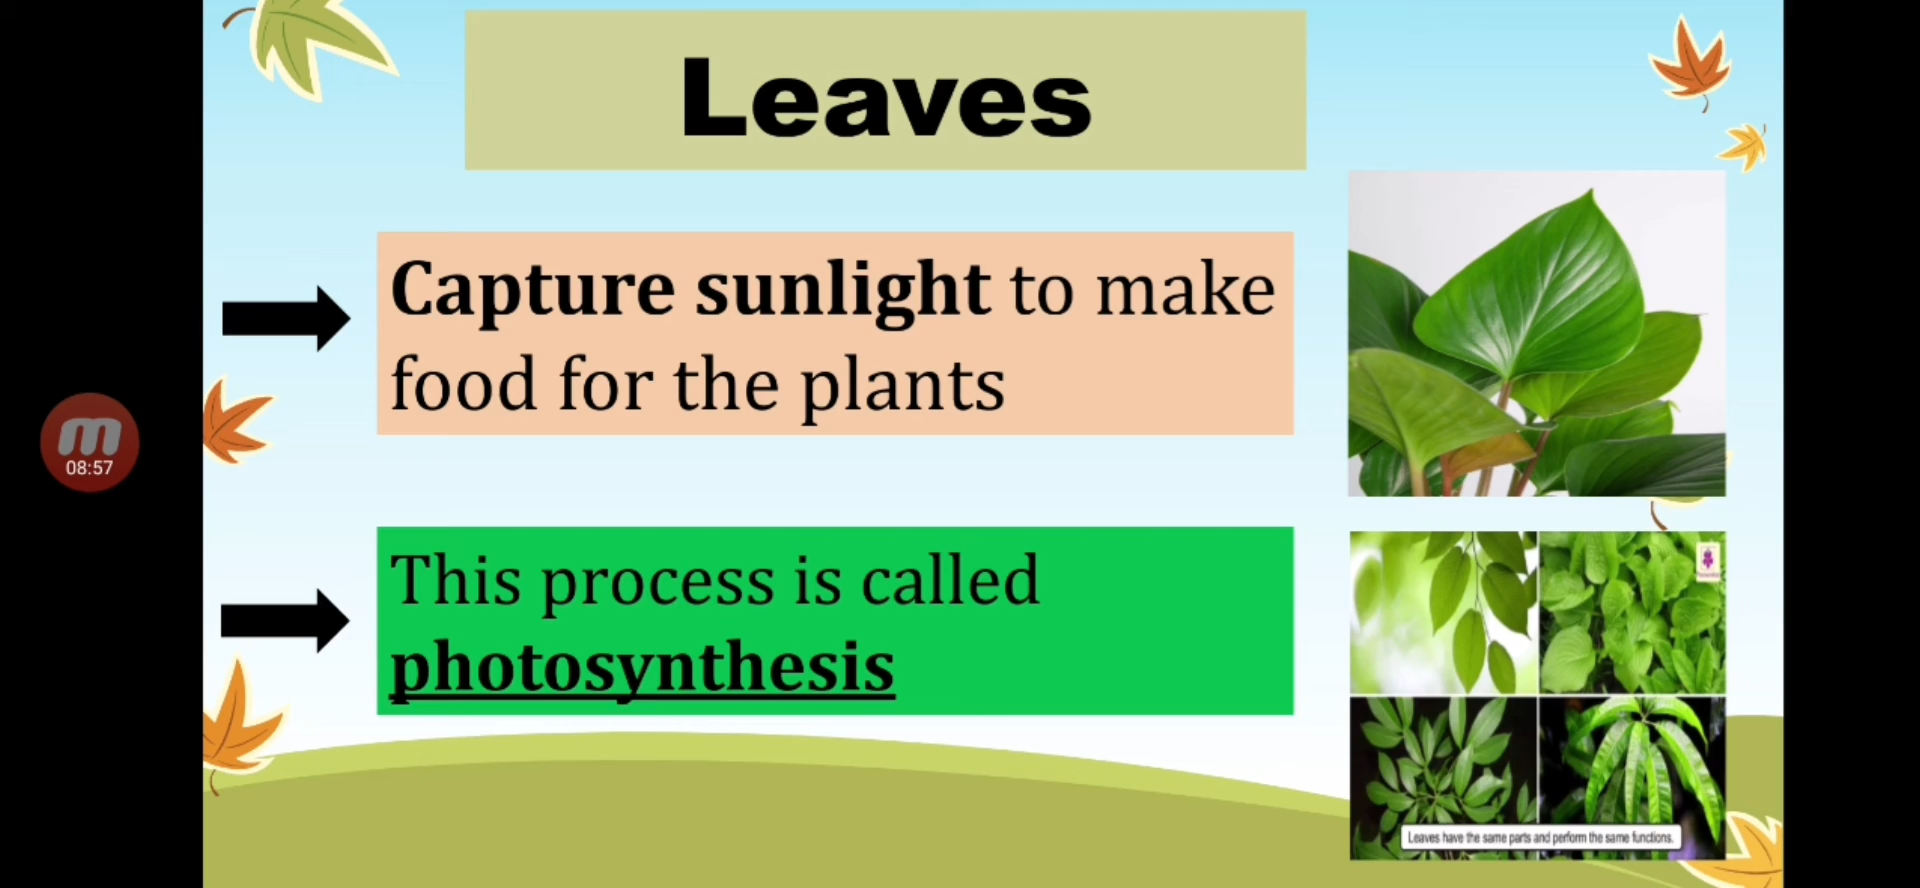 Leaves
Capture sunlight to make
food for the plants
This process is called
photosynthesis
08:57
Leaves have the same parts and perform the same functions.